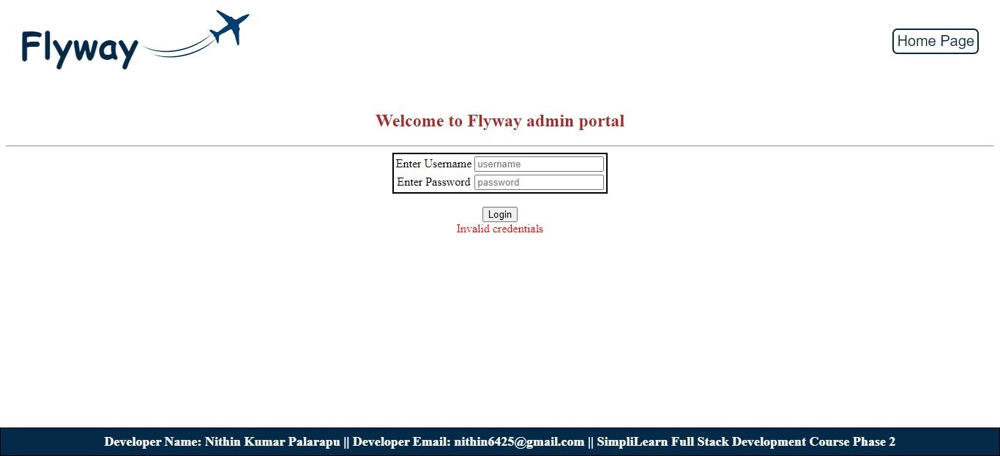 Flyway
Home Page
Welcome to Flyway admin portal
Enter Username username
Enter Password password
Login
Invalid credentials
Developer Name: Nithin Kumar Palarapu || Developer Email: nithin6425@gmail.com || SimpliLearn Full Stack Development Course Phase 2